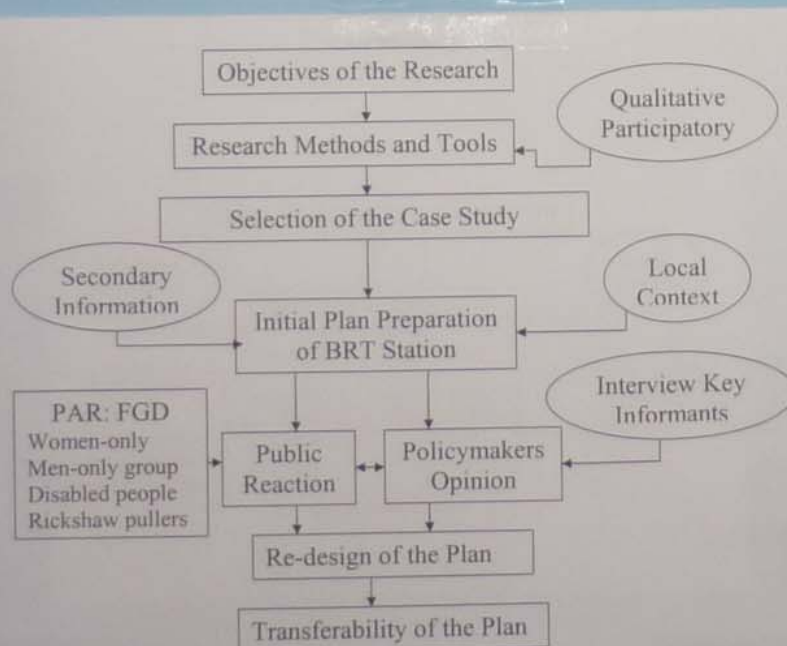 Objectives of the Research
Qualitative
Participatory
Research Methods and Tools
Selection of the Case Study
Secondary
Information
Local
Context
Initial Plan Preparation
of BRT Station
Interview Key
Informants
PAR: FGD
Women-only
Men-only group
Disabled people
Rickshaw pullers
Public
Reaction
Policymakers
Opinion
Re-design of the Plan
Transferability of the Plan